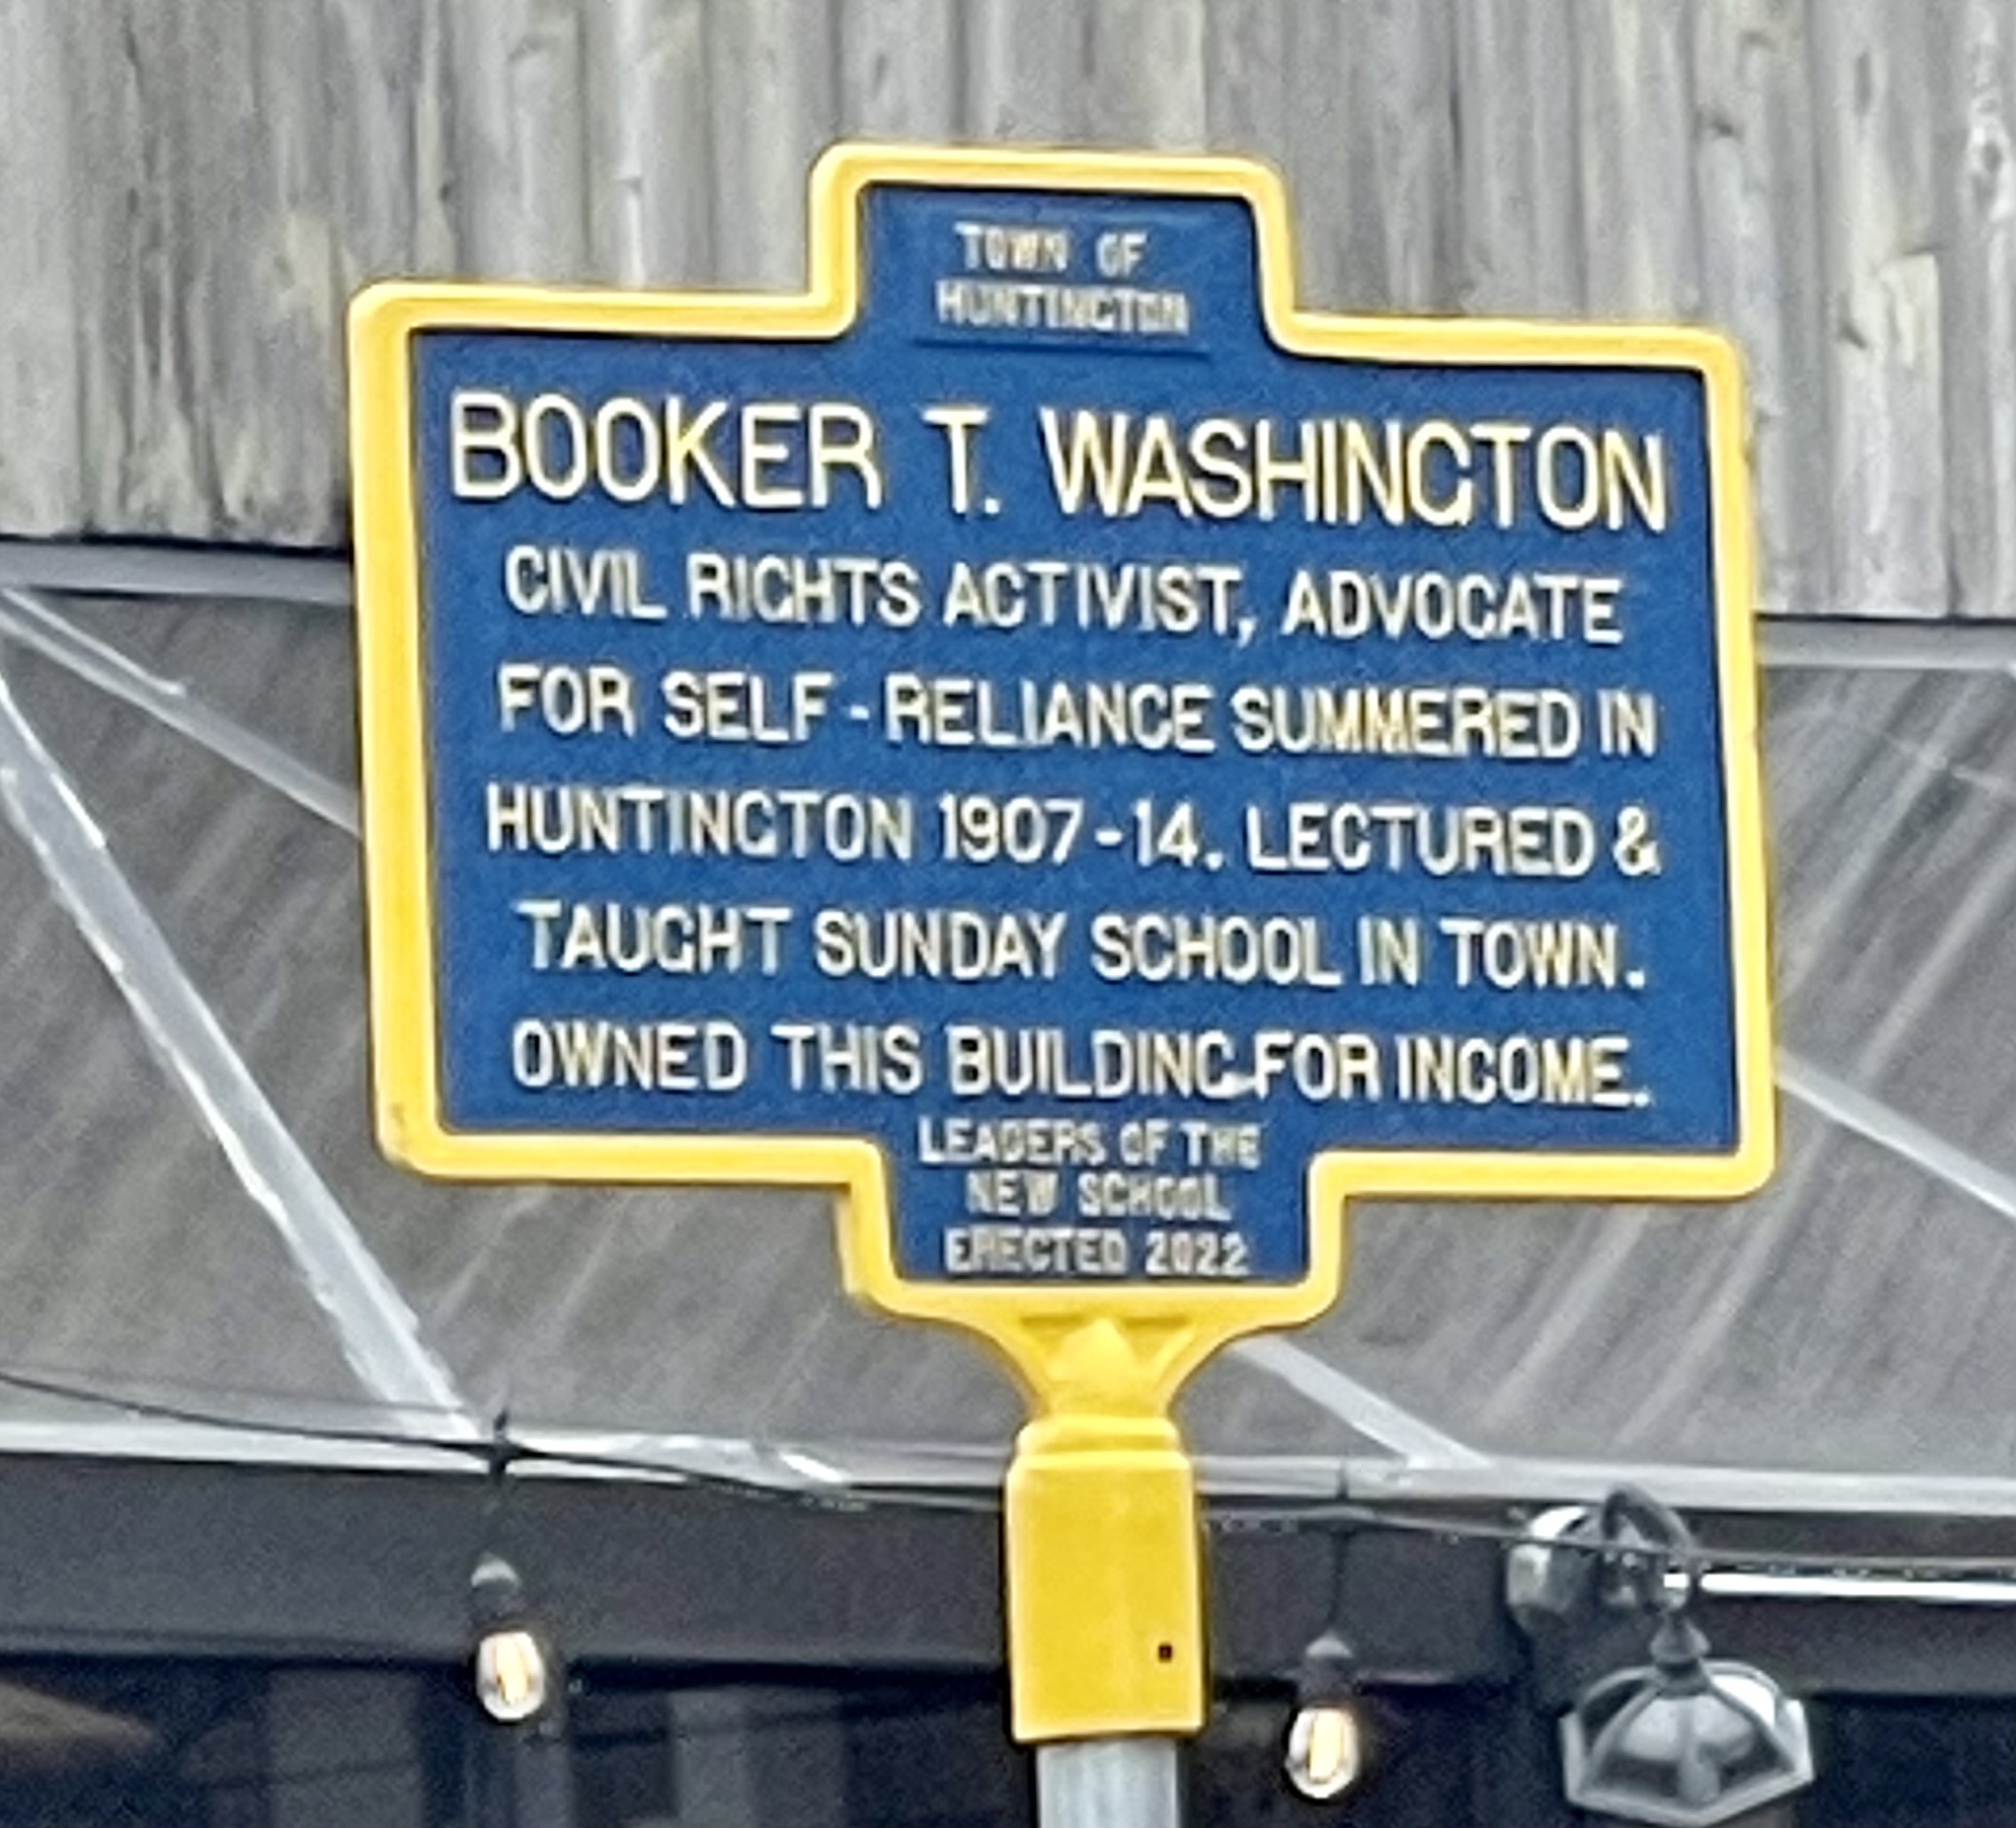 TOWN OF
HUNTINGTON
BOOKER T. WASHINGTON
CIVIL RIGHTS ACTIVIST, ADVOCATE
FOR SELF-RELIANCE SUMMERED IN
HUNTINGTON 1907-14. LECTURED &
TAUGHT SUNDAY SCHOOL IN TOWN.
OWNED THIS BUILDING FOR INCOME.
LEADERS OF THE
NEW SCHOOL
ERECTED 2022